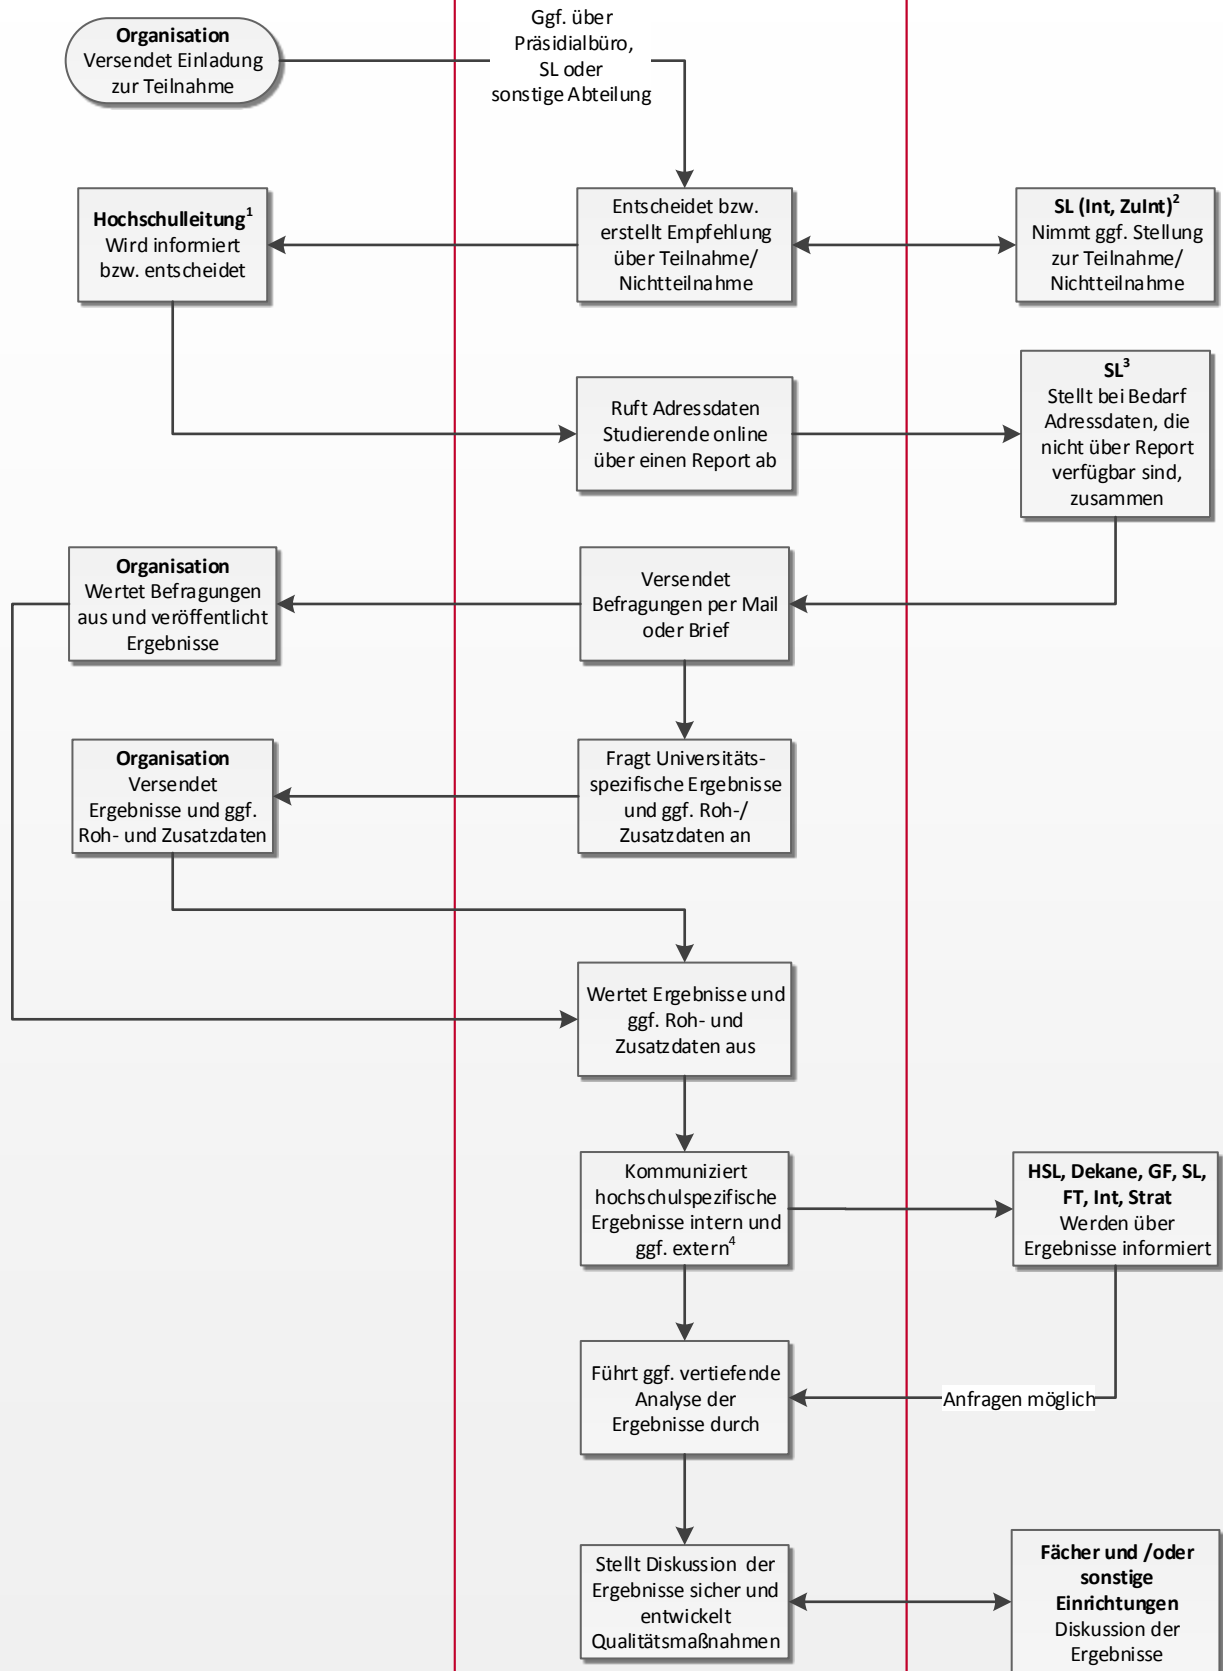 Organisation
Versendet Einladung
zur Teilnahme
Ggf. über
Präsidialbüro,
SL oder
sonstige Abteilung
Hochschulleitung¹
Wird informiert
bzw. entscheidet
Entscheidet bzw.
erstellt Empfehlung
über Teilnahme/
Nichtteilnahme
SL (Int, ZuInt)²
Nimmt ggf. Stellung
zur Teilnahme/
Nichtteilnahme
Ruft Adressdaten
Studierende online
über einen Report ab
SL³
Stellt bei Bedarf
Adressdaten, die
nicht über Report
verfügbar sind,
zusammen
Organisation
Wertet Befragungen
aus und veröffentlicht
Ergebnisse
Versendet
Befragungen per Mail
oder Brief
Organisation
Versendet
Ergebnisse und ggf.
Roh- und Zusatzdaten
Fragt Universitäts-
spezifische Ergebnisse
und ggf. Roh-/
Zusatzdaten an
Wertet Ergebnisse und
ggf. Roh- und
Zusatzdaten aus
Kommuniziert
hochschulspezifische
Ergebnisse intern und
ggf. extern⁴
HSL, Dekane, GF, SL,
FT, Int, Strat
Werden über
Ergebnisse informiert
Führt ggf. vertiefende
Analyse der
Ergebnisse durch
Anfragen möglich
Stellt Diskussion der
Ergebnisse sicher und
entwickelt
Qualitätsmaßnahmen
Fächer und /oder
sonstige
Einrichtungen
Diskussion der
Ergebnisse